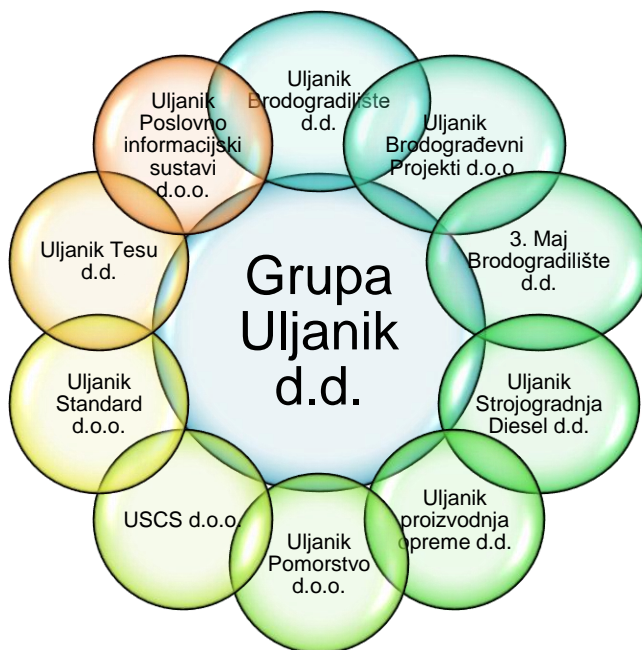 Uljanik
Brodogradilište
d.d.
Uljanik
Brodograđevni
Projekti d.o.o
3. Maj
Brodogradilište
d.d.
Uljanik
Strojogradnja
Diesel d.d.
Uljanik
proizvodnja
opreme d.d.
Uljanik
Pomorstvo
d.o.o.
USCS d.o.o.
Uljanik
Standard
d.o.o.
Uljanik Tesu
d.d.
Uljanik
Poslovno
informacijski
sustavi
d.o.o.
Grupa
Uljanik
d.d.